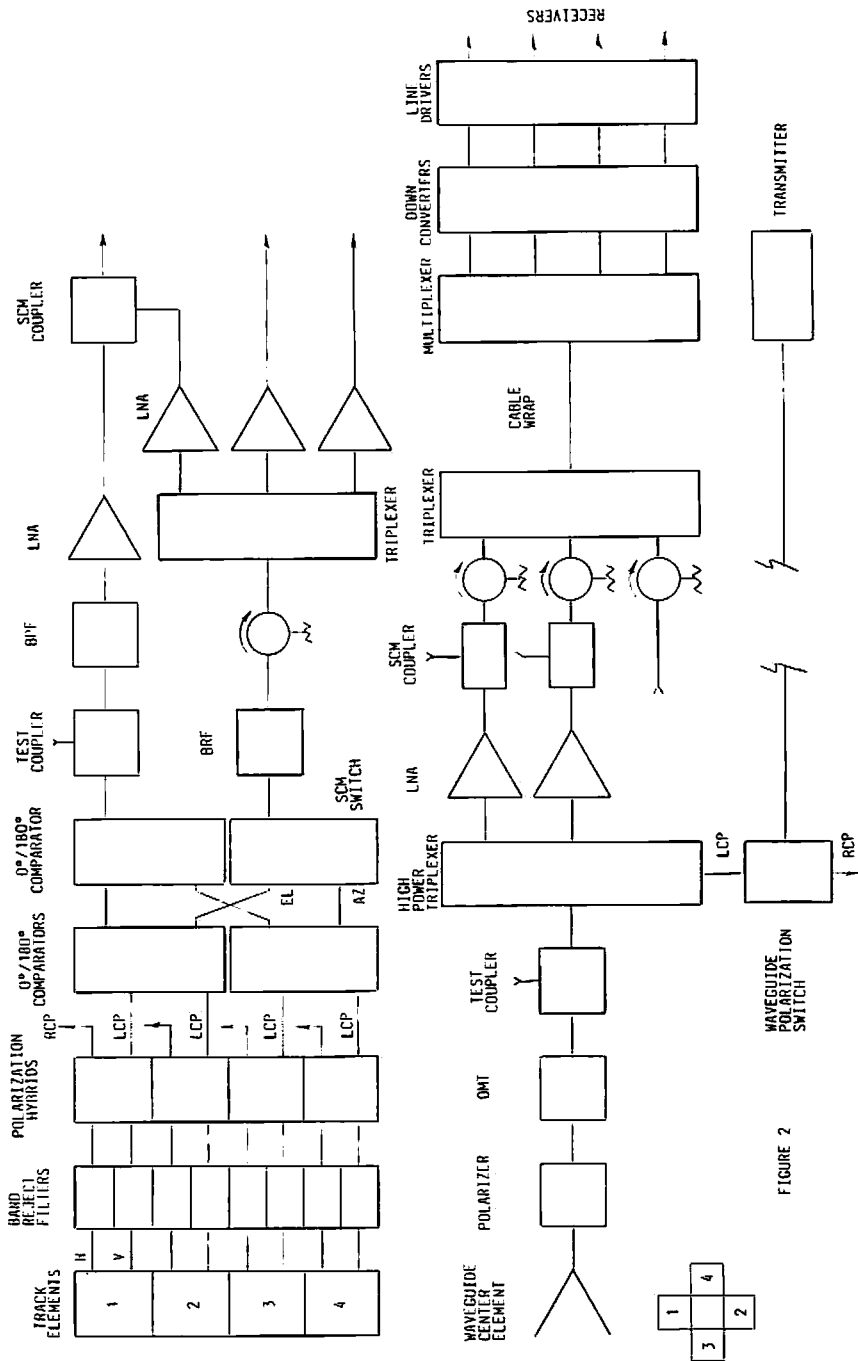 TRACK
ELEMENTS
1
2
3
4
H
V
BAND
REJECT
FILTERS
POLARIZATION
HYBRIDS
RCP
LCP
LCP
LCP
LCP
0°/180°
COMPARATORS
EL
AZ
0°/180°
COMPARATOR
SCM
SWITCH
TEST
COUPLER
BRF
BPF
LNA
TRIPLEXER
LNA
SCM
COUPLER
WAVEGUIDE
CENTER
ELEMENT
POLARIZER
OMT
TEST
COUPLER
HIGH
POWER
TRIPLEXER
LNA
SCM
COUPLER
TRIPLEXER
CABLE
WRAP
MULTIPLEXER
DOWN
CONVERTERS
LINE
DRIVERS
RECEIVERS
LCP
RCP
WAVEGUIDE
POLARIZATION
SWITCH
TRANSMITTER
1
3
4
2
FIGURE 2